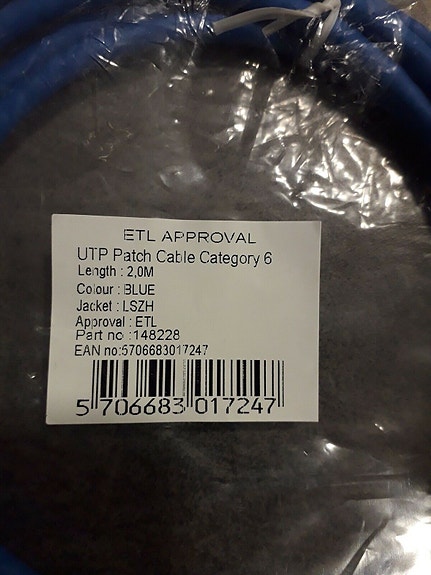 ETL APPROVAL
UTP Patch Cable Category 6
Length : 2,0M
Colour : BLUE
Jacket : LSZH
Approval : ETL
Part no :148228
EAN no:5706683017247
5 706683 017247